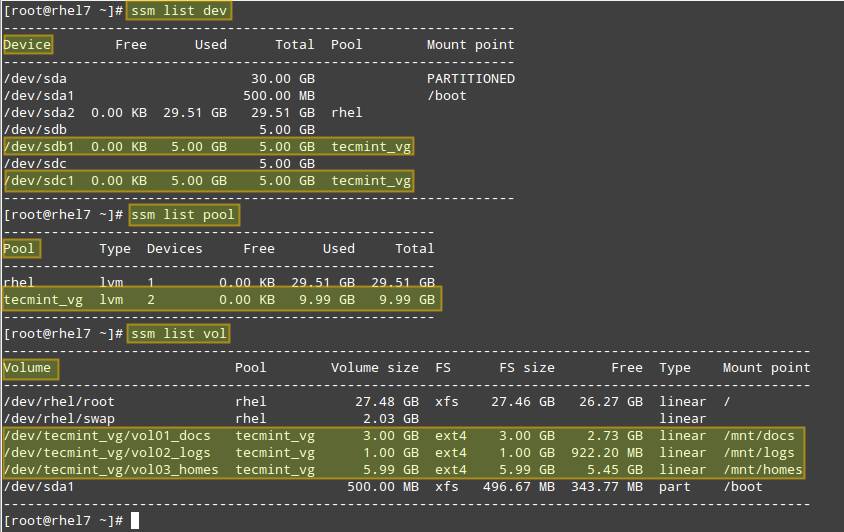 [root@rhel7 ~]# ssm list dev
----------------------------------------------------------------
Device        Free      Used      Total  Pool        Mount point
----------------------------------------------------------------
/dev/sda                       30.00 GB              PARTITIONED
/dev/sda1                     500.00 MB              /boot
/dev/sda2  0.00 KB  29.51 GB   29.51 GB  rhel
/dev/sdb                        5.00 GB
/dev/sdb1  0.00 KB   5.00 GB    5.00 GB  tecmint_vg
/dev/sdc                        5.00 GB
/dev/sdc1  0.00 KB   5.00 GB    5.00 GB  tecmint_vg
----------------------------------------------------------------
[root@rhel7 ~]# ssm list pool
------------------------------------------------------
Pool        Type  Devices     Free      Used     Total
------------------------------------------------------
rhel        lvm   1        0.00 KB  29.51 GB  29.51 GB
tecmint_vg  lvm   2        0.00 KB   9.99 GB   9.99 GB
------------------------------------------------------
[root@rhel7 ~]# ssm list vol
-----------------------------------------------------------------------------------------------------
Volume                       Pool        Volume size  FS      FS size       Free  Type    Mount point
-----------------------------------------------------------------------------------------------------
/dev/rhel/root               rhel           27.48 GB  xfs    27.46 GB   26.27 GB  linear  /
/dev/rhel/swap               rhel            2.03 GB                              linear
/dev/tecmint_vg/vol01_docs   tecmint_vg      3.00 GB  ext4    3.00 GB    2.73 GB  linear  /mnt/docs
/dev/tecmint_vg/vol02_logs   tecmint_vg      1.00 GB  ext4    1.00 GB  922.20 MB  linear  /mnt/logs
/dev/tecmint_vg/vol03_homes  tecmint_vg      5.99 GB  ext4    5.99 GB    5.45 GB  linear  /mnt/homes
/dev/sda1                                  500.00 MB  xfs   496.67 MB  343.77 MB  part    /boot
-----------------------------------------------------------------------------------------------------
[root@rhel7 ~]#